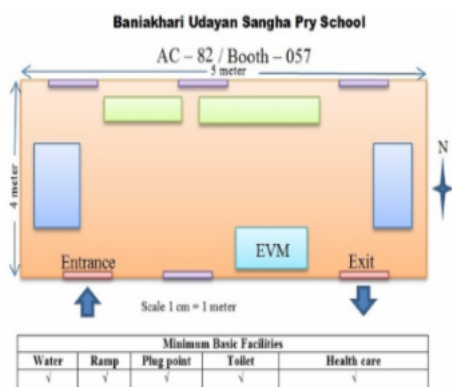 Baniakhari Udayan Sangha Pry School
AC – 82 / Booth – 057
5 meter
4 meter
N
EVM
Entrance
Exit
Scale 1 cm = 1 meter
Minimum Basic Facilities
Water Ramp Plug point Toilet Health care
√ √ √ √ √